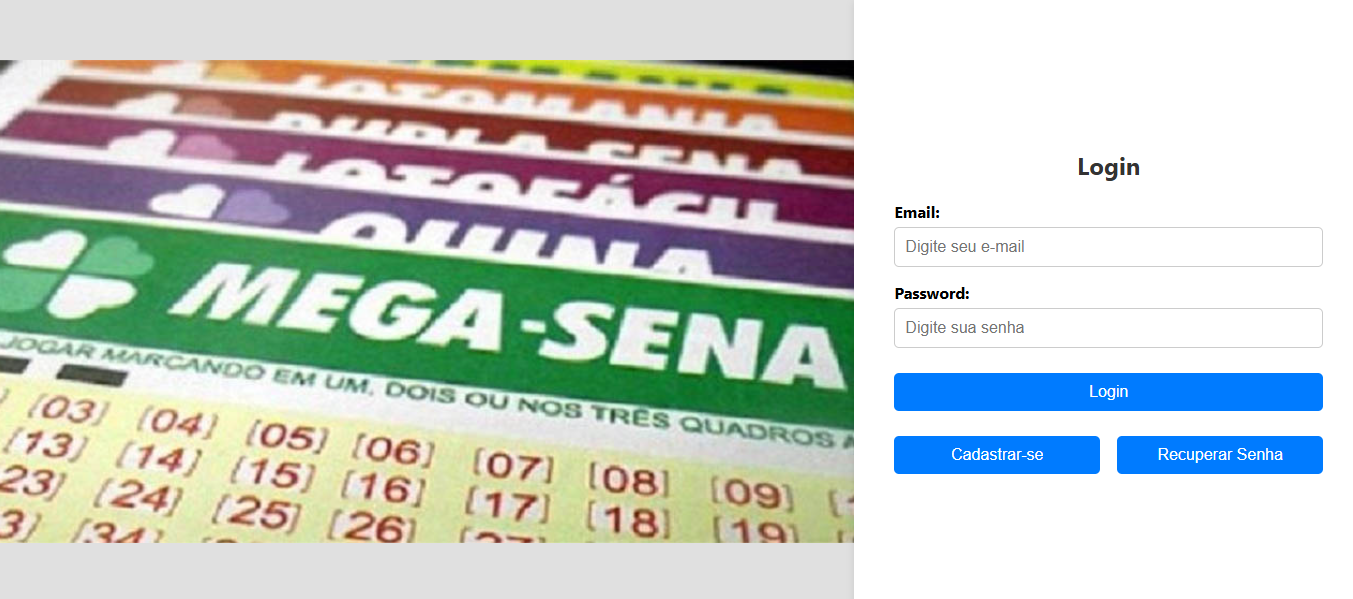 LOTOMANIA
DUPLA-SENA
LOTOFÁCIL
QUINA
MEGA-SENA
JOGAR MARCANDO EM UM, DOIS OU NOS TRÊS QUADROS
[03] [04] [05] [06] [07] [08] [09]
[13] [14] [15] [16] [17] [18] [19]
23] [24] [25] [26]
[34]
Login
Email:
Digite seu e-mail
Password:
Digite sua senha
Login
Cadastrar-se
Recuperar Senha